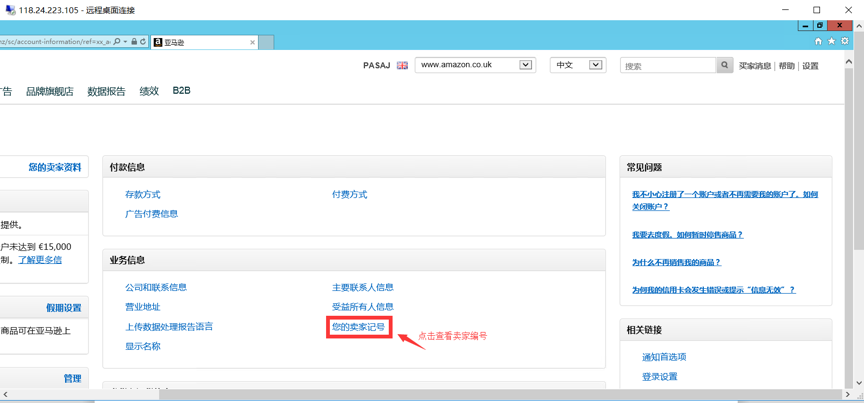 118.24.223.105 - 远程桌面连接
nz/sc/account-information/ref=xx_a
亚马逊
PASAJ www.amazon.co.uk 中文 搜索 买家消息 | 帮助 | 设置
广告 品牌旗舰店 数据报告 绩效 B2B
您的卖家资料
提供。
户未达到 €15,000
制。了解更多信
假期设置
商品可在亚马逊上
管理
付款信息
存款方式 付费方式
广告付费信息
业务信息
公司和联系信息 主要联系人信息
营业地址 受益所有人信息
上传数据处理报告语言 您的卖家记号
点击查看卖家编号
显示名称
常见问题
我不小心注册了一个账户或者不再需要我的账户了。如何
关闭账户？
我要去度假。如何暂时停售商品？
为什么不再销售我的商品？
为何我的信用卡会发生错误或提示“信息无效”？
相关链接
通知首选项
登录设置